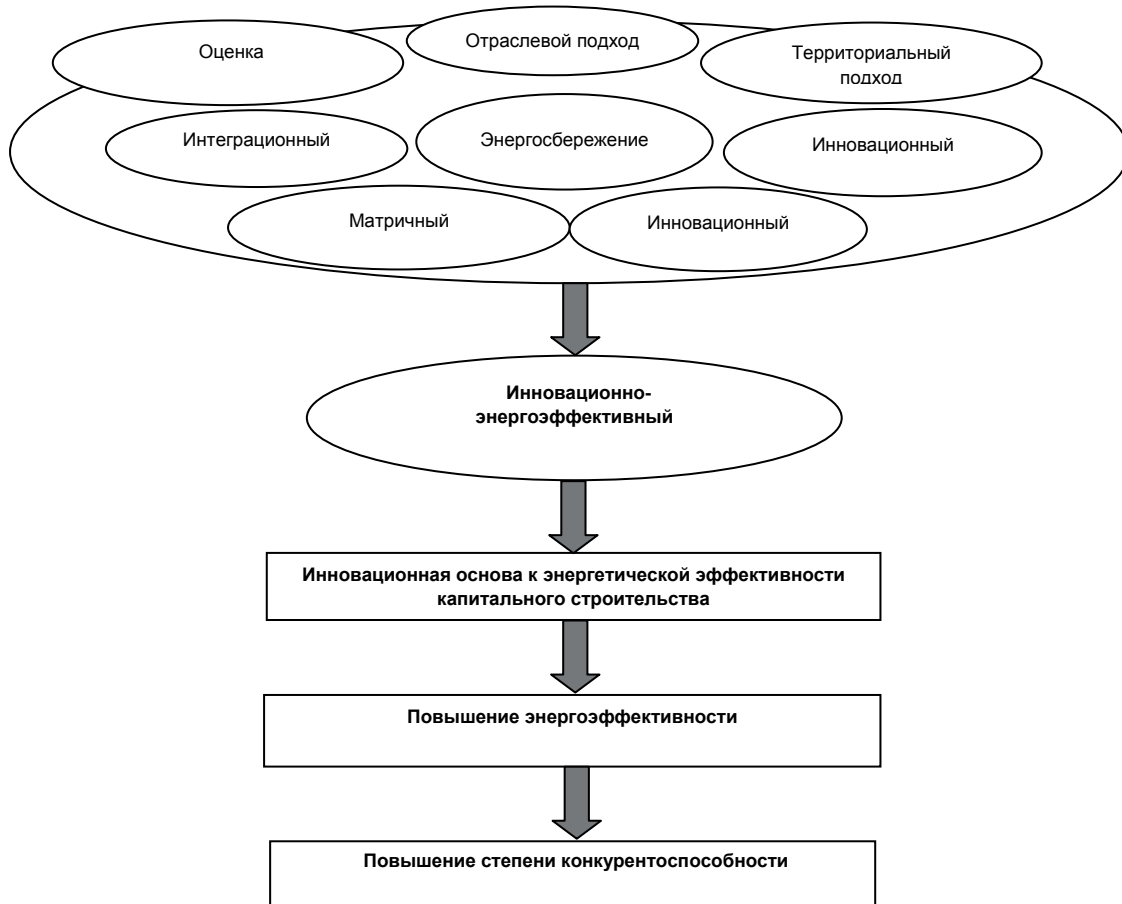 Оценка
Отраслевой подход
Территориальный
подход
Интеграционный
Энергосбережение
Инновационный
Матричный
Инновационный
Инновационно-
энергоэффективный
Инновационная основа к энергетической эффективности
капитального строительства
Повышение энергоэффективности
Повышение степени конкурентоспособности